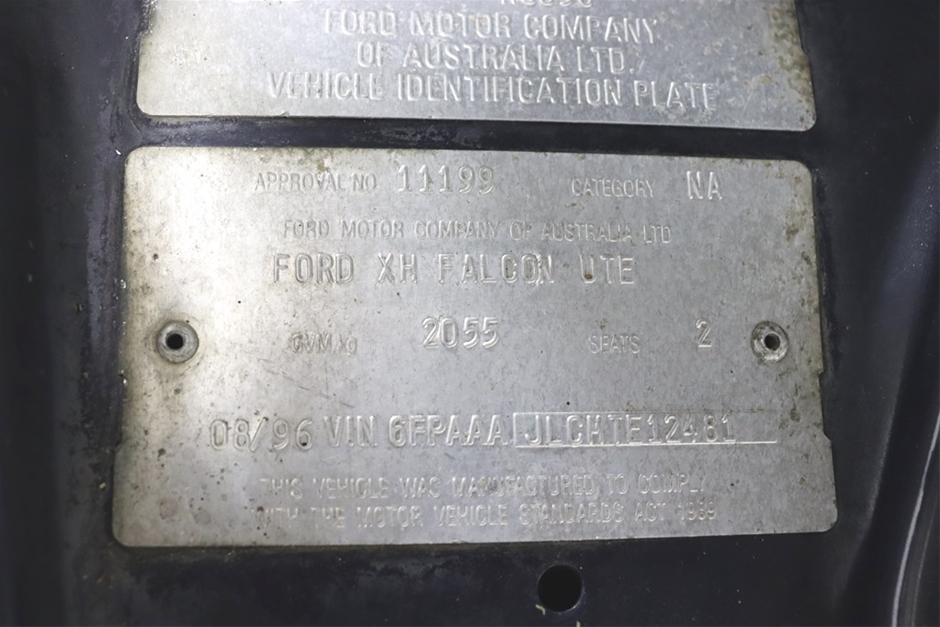 FORD MOTOR COMPANY
OF AUSTRALIA LTD.
VEHICLE IDENTIFICATION PLATE
APPROVAL NO 11199 CATEGORY NA
FORD MOTOR COMPANY OF AUSTRALIA LTD
FORD XH FALCON UTE
GVM.kg 2055 SEATS 2
08/96 VIN 6FPAAA JLCHTE12481
THIS VEHICLE WAS MANUFACTURED TO COMPLY
WITH THE MOTOR VEHICLE STANDARDS ACT 1989